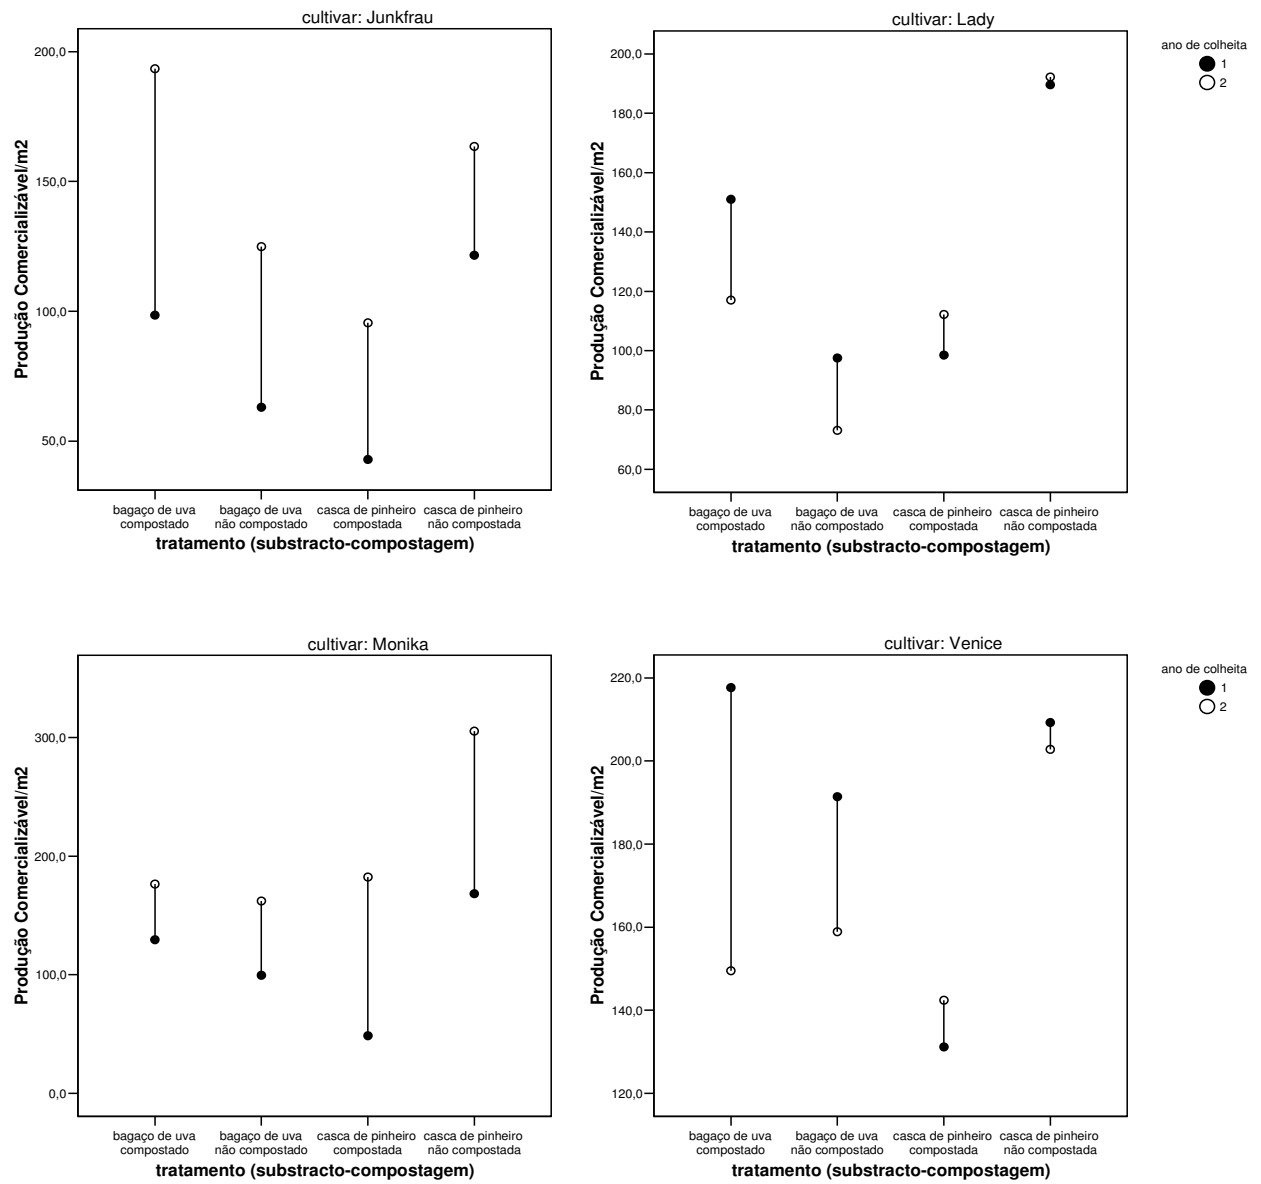 cultivar: Junkfrau
200,0
150,0
100,0
50,0
Produção Comercializável/m2
bagaço de uva compostado
bagaço de uva não compostado
casca de pinheiro compostada
casca de pinheiro não compostada
tratamento (substracto-compostagem)
cultivar: Lady
200,0
180,0
160,0
140,0
120,0
100,0
80,0
60,0
Produção Comercializável/m2
bagaço de uva compostado
bagaço de uva não compostado
casca de pinheiro compostada
casca de pinheiro não compostada
tratamento (substracto-compostagem)
ano de colheita
1
2
cultivar: Monika
300,0
200,0
100,0
0,0
Produção Comercializável/m2
bagaço de uva compostado
bagaço de uva não compostado
casca de pinheiro compostada
casca de pinheiro não compostada
tratamento (substracto-compostagem)
cultivar: Venice
220,0
200,0
180,0
160,0
140,0
120,0
Produção Comercializável/m2
bagaço de uva compostado
bagaço de uva não compostado
casca de pinheiro compostada
casca de pinheiro não compostada
tratamento (substracto-compostagem)
ano de colheita
1
2